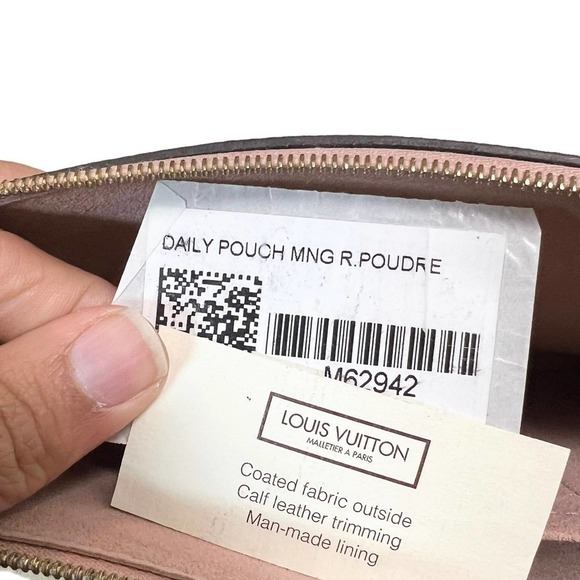 DAILY POUCH MNG R.POUDRE
M62942
LOUIS VUITTON
MALLETIER A PARIS
Coated fabric outside
Calf leather trimming
Man-made lining